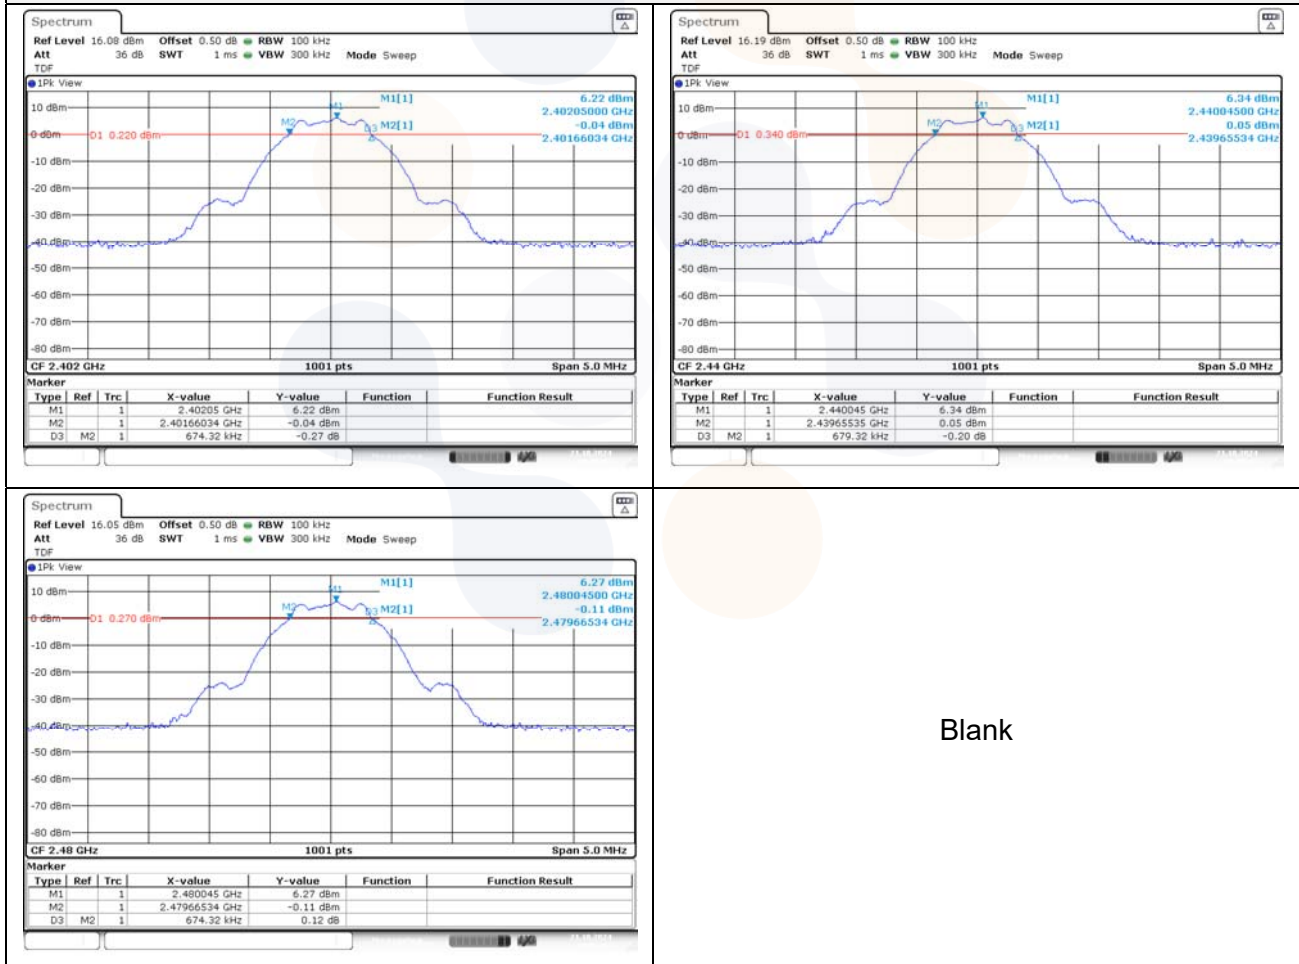 Spectrum
Ref Level 16.08 dBm Offset 0.50 dB RBW 100 kHz
Att 36 dB SWT 1 ms VBW 300 kHz Mode Sweep
TDF
1Pk View
M1[1] 6.22 dBm
2.40205000 GHz
M2[1] -0.04 dBm
2.40166034 GHz
M1
M2
D3
10 dBm
0 dBm
D1 0.220 dBm
-10 dBm
-20 dBm
-30 dBm
-40 dBm
-50 dBm
-60 dBm
-70 dBm
-80 dBm
CF 2.402 GHz 1001 pts Span 5.0 MHz
Marker
Type Ref Trc X-value Y-value Function Function Result
M1 1 2.40205 GHz 6.22 dBm
M2 1 2.40166034 GHz -0.04 dBm
D3 M2 1 674.32 kHz -0.27 dB
Spectrum
Ref Level 16.19 dBm Offset 0.50 dB RBW 100 kHz
Att 36 dB SWT 1 ms VBW 300 kHz Mode Sweep
TDF
1Pk View
M1[1] 6.34 dBm
2.44004500 GHz
M2[1] 0.05 dBm
2.43965534 GHz
M1
M2
D3
10 dBm
0 dBm
D1 0.340 dBm
-10 dBm
-20 dBm
-30 dBm
-40 dBm
-50 dBm
-60 dBm
-70 dBm
-80 dBm
CF 2.44 GHz 1001 pts Span 5.0 MHz
Marker
Type Ref Trc X-value Y-value Function Function Result
M1 1 2.440045 GHz 6.34 dBm
M2 1 2.43965535 GHz 0.05 dBm
D3 M2 1 679.32 kHz -0.20 dB
Spectrum
Ref Level 16.05 dBm Offset 0.50 dB RBW 100 kHz
Att 36 dB SWT 1 ms VBW 300 kHz Mode Sweep
TDF
1Pk View
M1[1] 6.27 dBm
2.48004500 GHz
M2[1] -0.11 dBm
2.47966534 GHz
M1
M2
D3
10 dBm
0 dBm
D1 0.270 dBm
-10 dBm
-20 dBm
-30 dBm
-40 dBm
-50 dBm
-60 dBm
-70 dBm
-80 dBm
CF 2.48 GHz 1001 pts Span 5.0 MHz
Marker
Type Ref Trc X-value Y-value Function Function Result
M1 1 2.480045 GHz 6.27 dBm
M2 1 2.47966534 GHz -0.11 dBm
D3 M2 1 674.32 kHz 0.12 dB
Blank